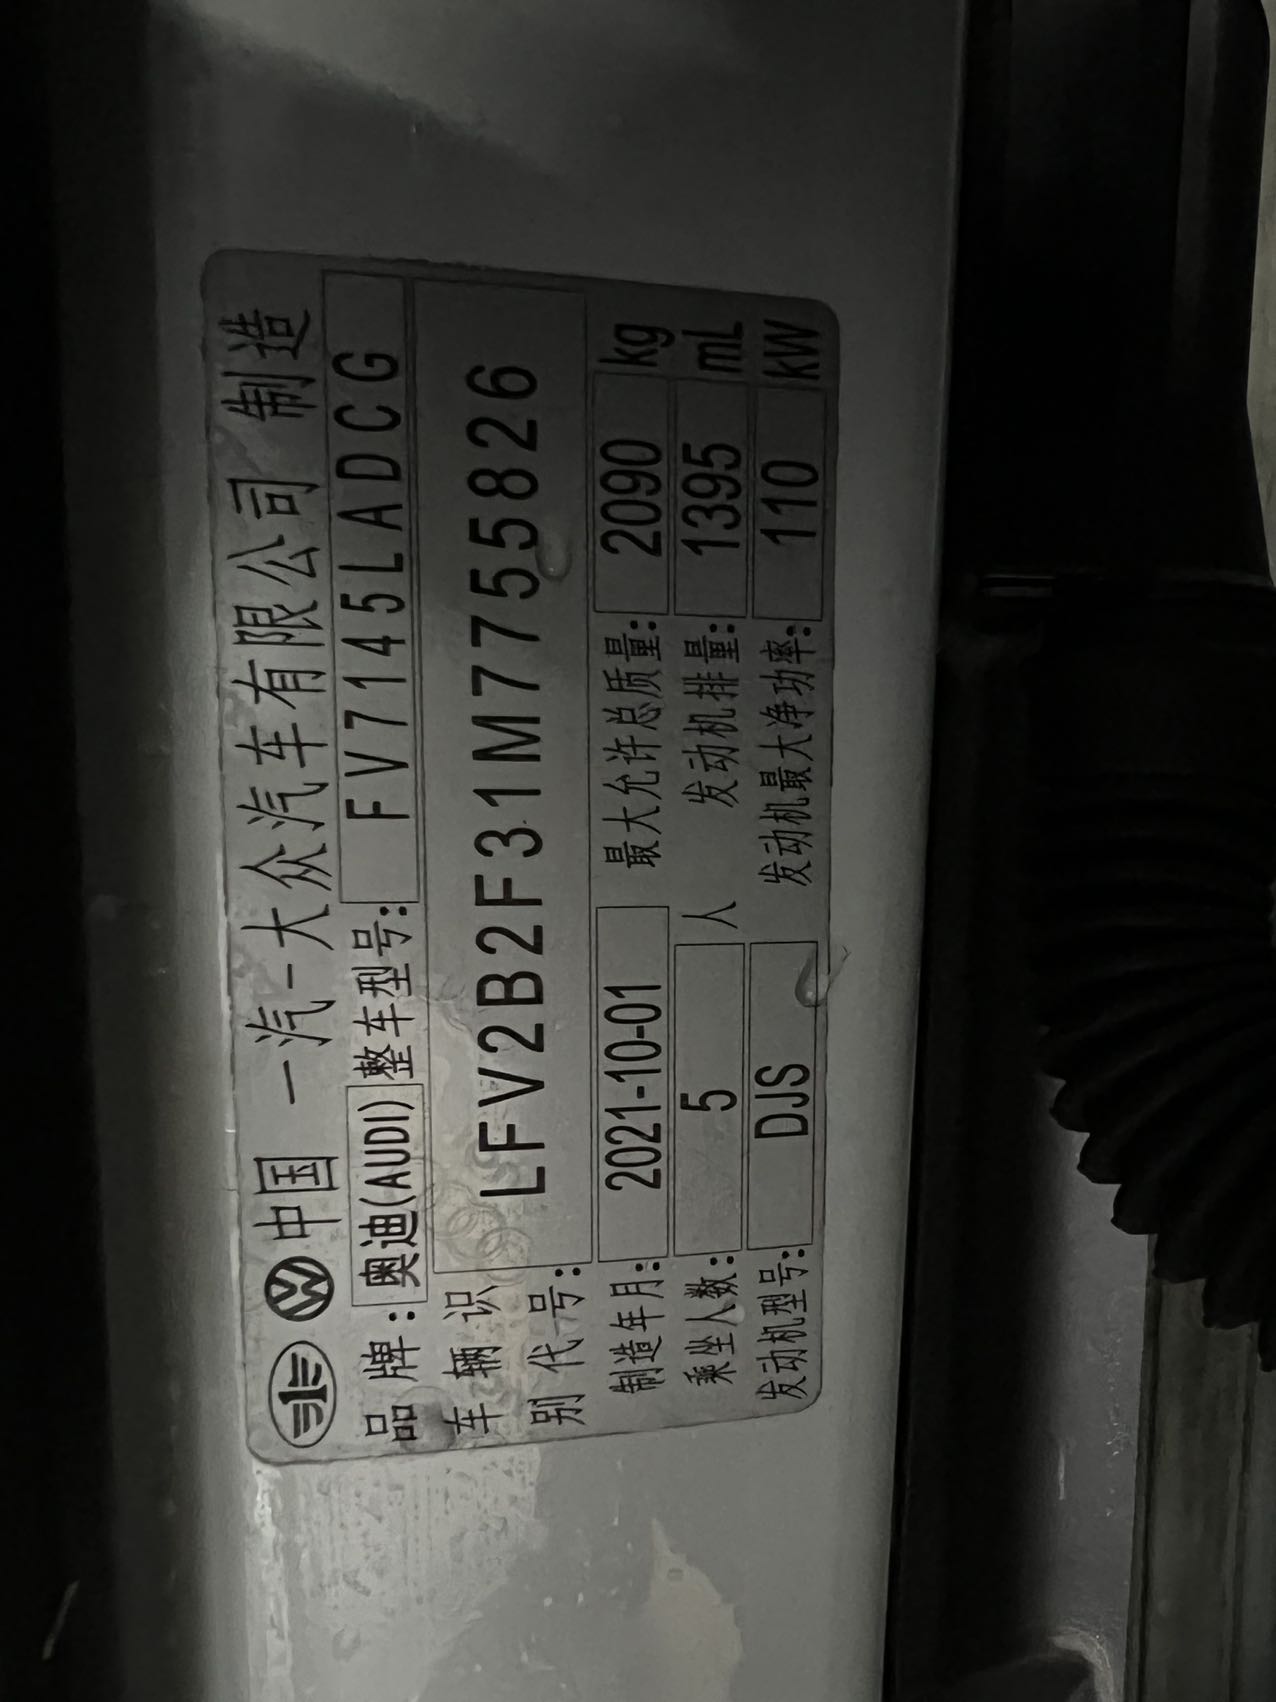 中国 一汽-大众汽车有限公司 制造
品牌:奥迪(AUDI) 整车型号: FV7145LADCG
车辆识别代号: LFV2B2F31M7755826
制造年月: 2021-10-01 最大允许总质量: 2090 kg
乘坐人数: 5 人 发动机排量: 1395 mL
发动机型号: DJS 发动机最大净功率: 110 kW